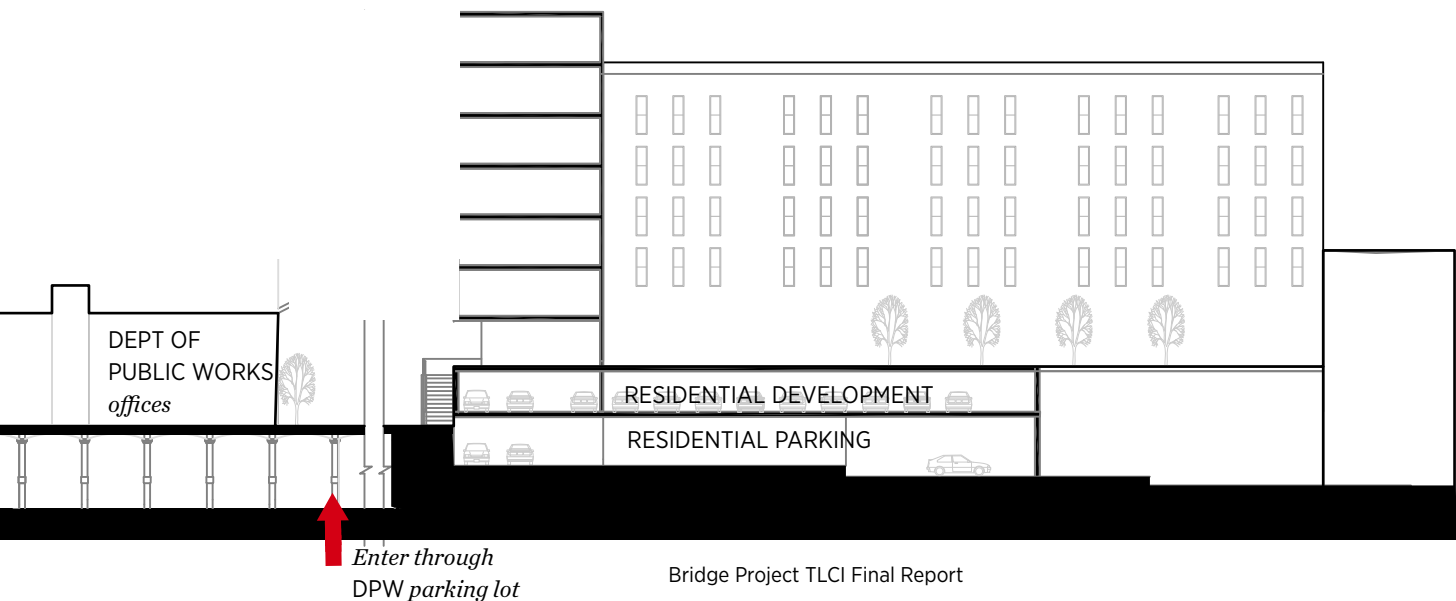 DEPT OF
PUBLIC WORKS
offices
RESIDENTIAL DEVELOPMENT
RESIDENTIAL PARKING
Enter through
DPW parking lot
Bridge Project TLCI Final Report